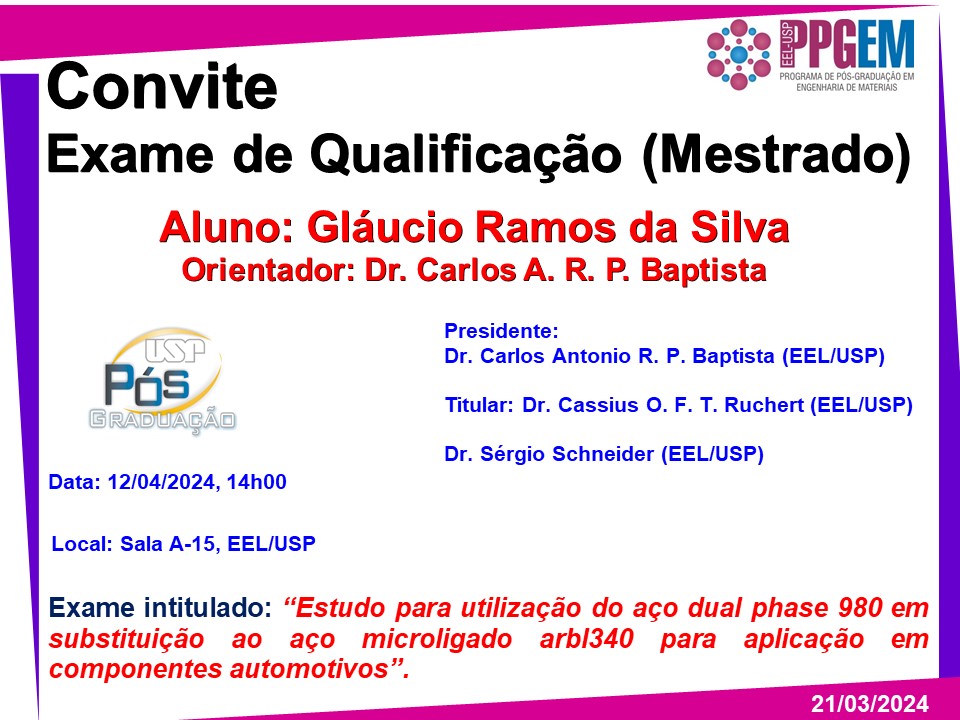 EEL-USP
PPGEM
PROGRAMA DE PÓS-GRADUAÇÃO EM
ENGENHARIA DE MATERIAIS
Convite
Exame de Qualificação (Mestrado)
Aluno: Gláucio Ramos da Silva
Orientador: Dr. Carlos A. R. P. Baptista
USP
Pós
GRADUAÇÃO
Presidente:
Dr. Carlos Antonio R. P. Baptista (EEL/USP)
Titular: Dr. Cassius O. F. T. Ruchert (EEL/USP)
Dr. Sérgio Schneider (EEL/USP)
Data: 12/04/2024, 14h00
Local: Sala A-15, EEL/USP
Exame intitulado: “Estudo para utilização do aço dual phase 980 em
substituição ao aço microligado arbl340 para aplicação em
componentes automotivos”.
21/03/2024